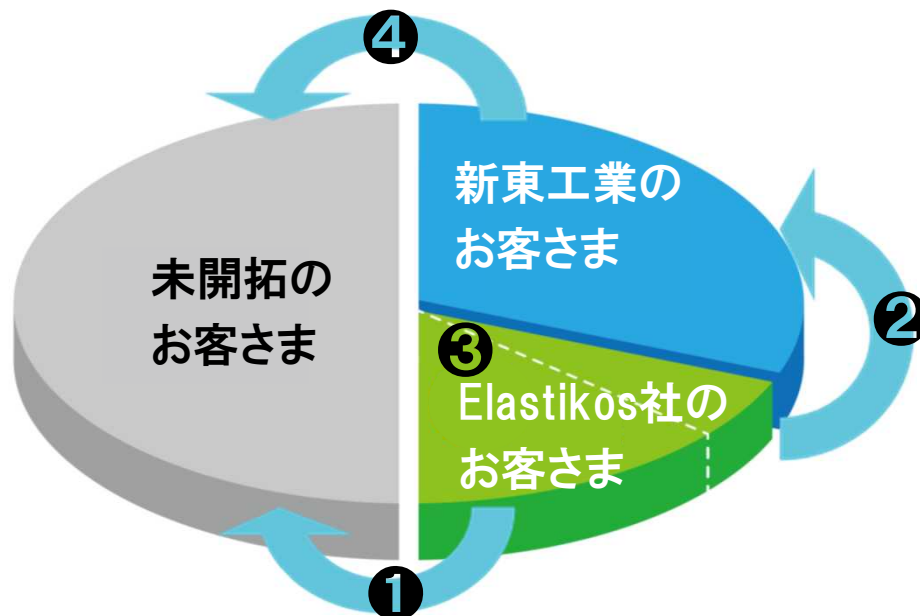 ❹
新東工業の
お客さま
未開拓の
お客さま
❷
❸
Elastikos社の
お客さま
❶